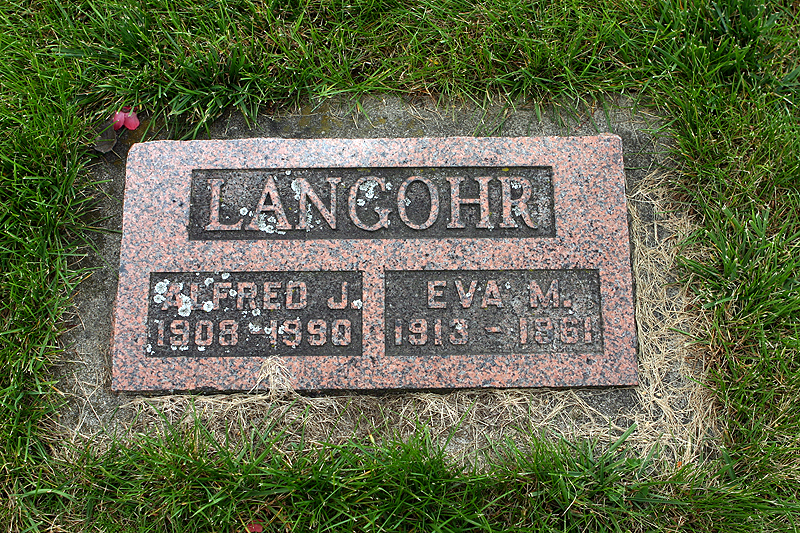 LANGOHR
ALFRED J.
1908 - 1990
EVA M.
1913 - 1961